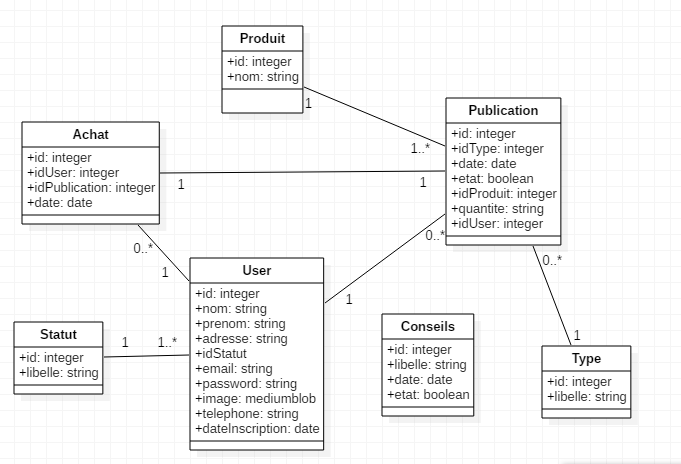 Produit
+id: integer
+nom: string
1
Publication
+id: integer
+idType: integer
+date: date
+etat: boolean
+idProduit: integer
+quantite: string
+idUser: integer
1..*
Achat
+id: integer
+idUser: integer
+idPublication: integer
+date: date
1
1
0..*
1
0..*
1
User
+id: integer
+nom: string
+prenom: string
+adresse: string
+idStatut
+email: string
+password: string
+image: mediumblob
+telephone: string
+dateInscription: date
Statut
+id: integer
+libelle: string
1
1..*
Conseils
+id: integer
+libelle: string
+date: date
+etat: boolean
0..*
1
Type
+id: integer
+libelle: string